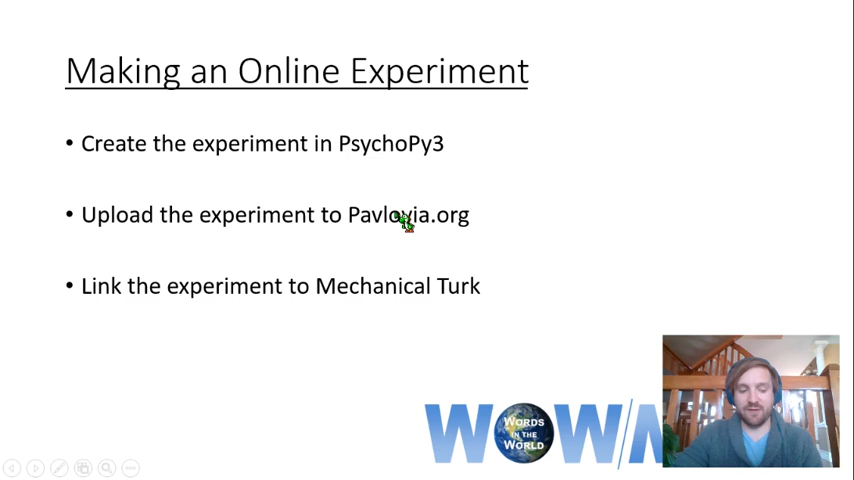 Making an Online Experiment
• Create the experiment in PsychoPy3
• Upload the experiment to Pavlovia.org
• Link the experiment to Mechanical Turk
WOW/
WORDS
IN THE
WORLD